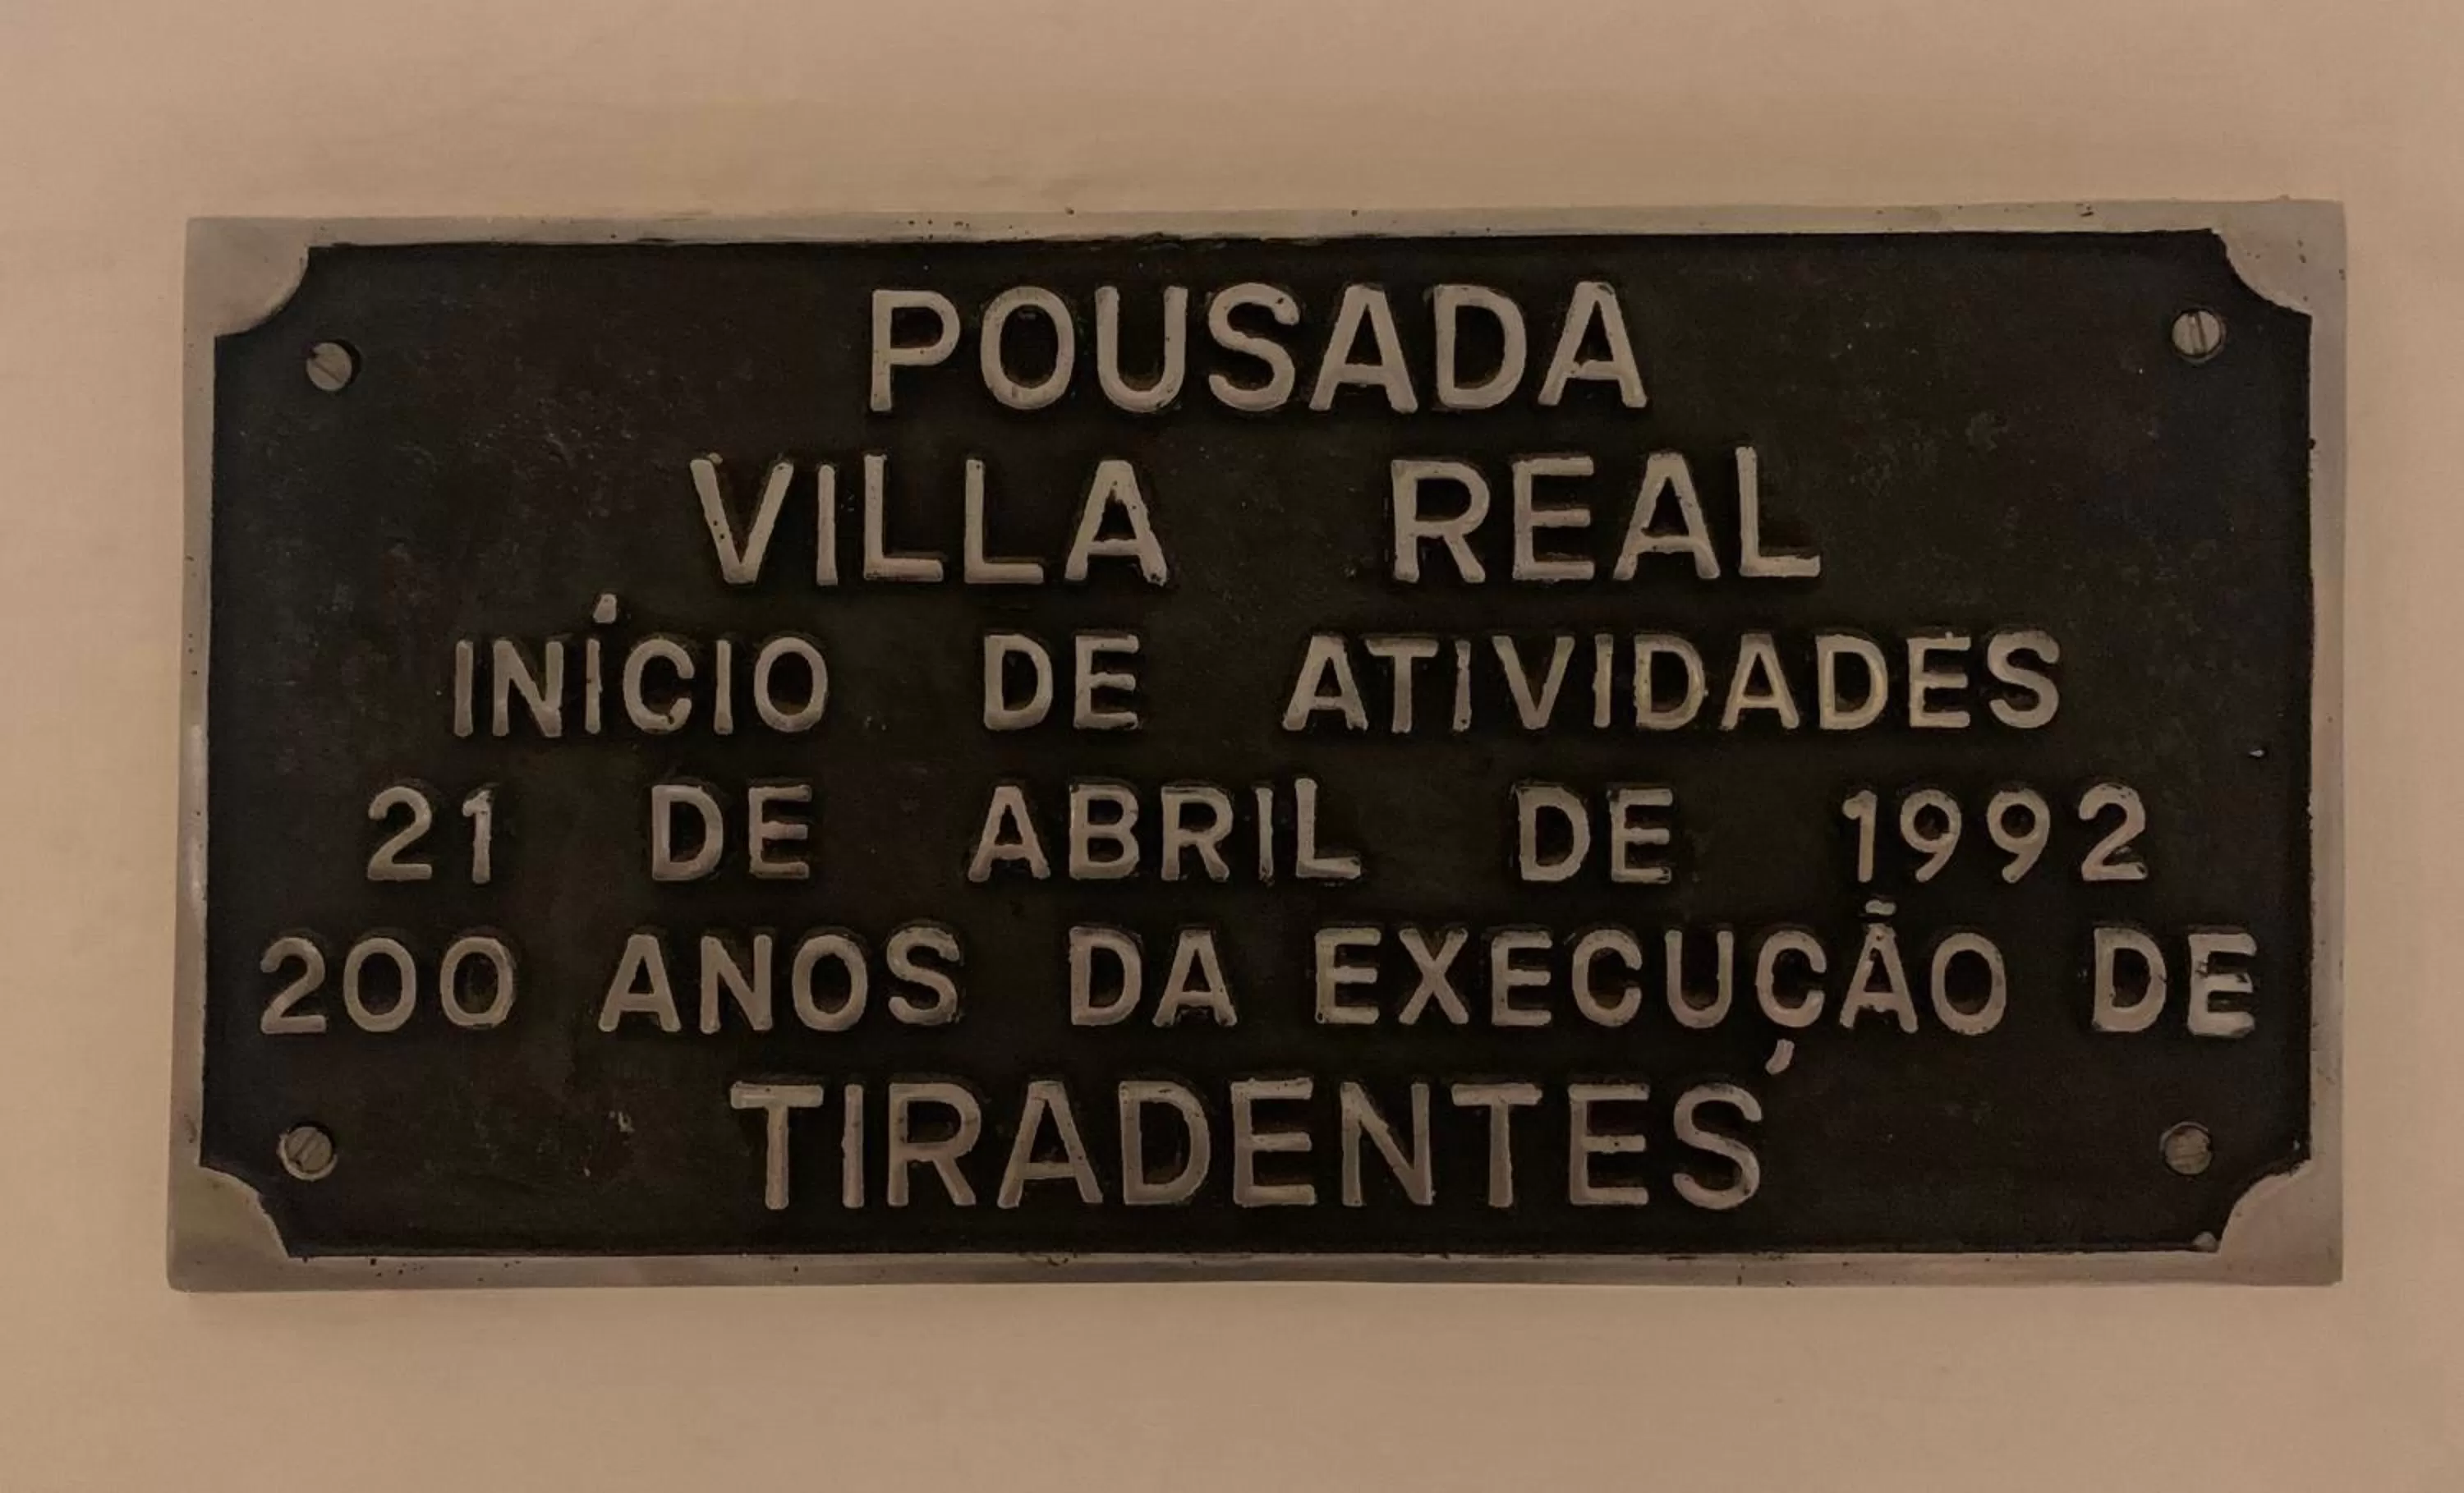 POUSADA
VILLA REAL
INÍCIO DE ATIVIDADES
21 DE ABRIL DE 1992
200 ANOS DA EXECUÇÃO DE
TIRADENTES